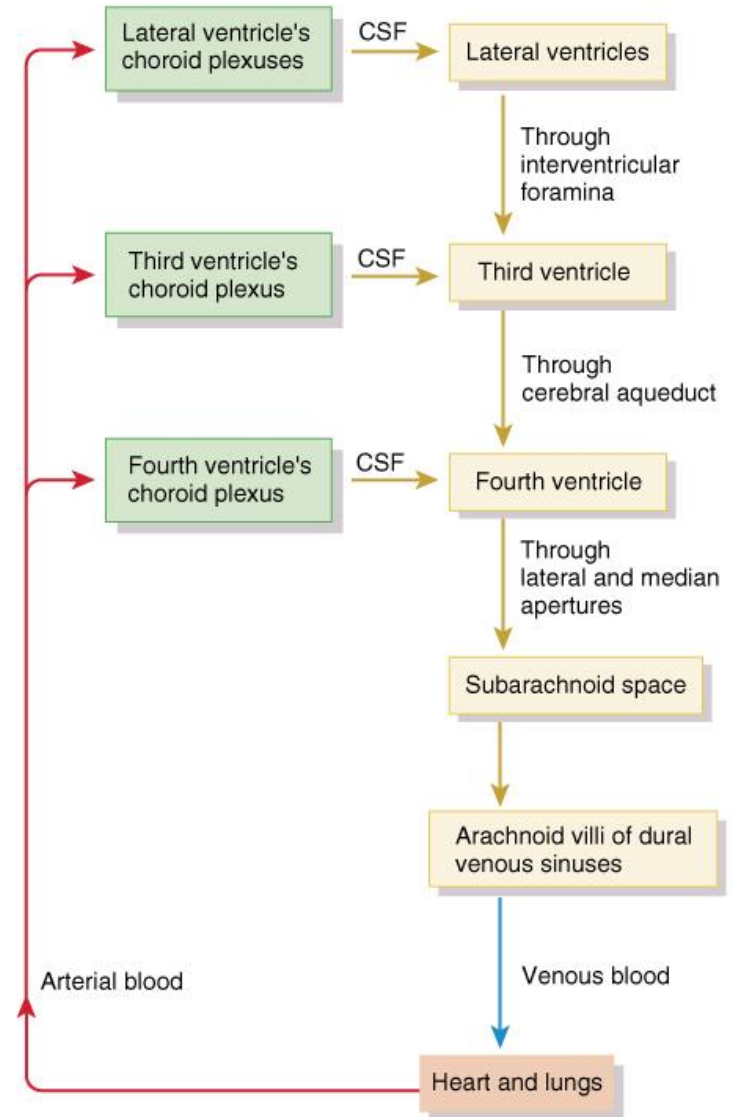 Lateral ventricle's
choroid plexuses
CSF
Lateral ventricles
Through
interventricular
foramina
Third ventricle's
choroid plexus
CSF
Third ventricle
Through
cerebral aqueduct
Fourth ventricle's
choroid plexus
CSF
Fourth ventricle
Through
lateral and median
apertures
Subarachnoid space
Arachnoid villi of dural
venous sinuses
Arterial blood
Venous blood
Heart and lungs